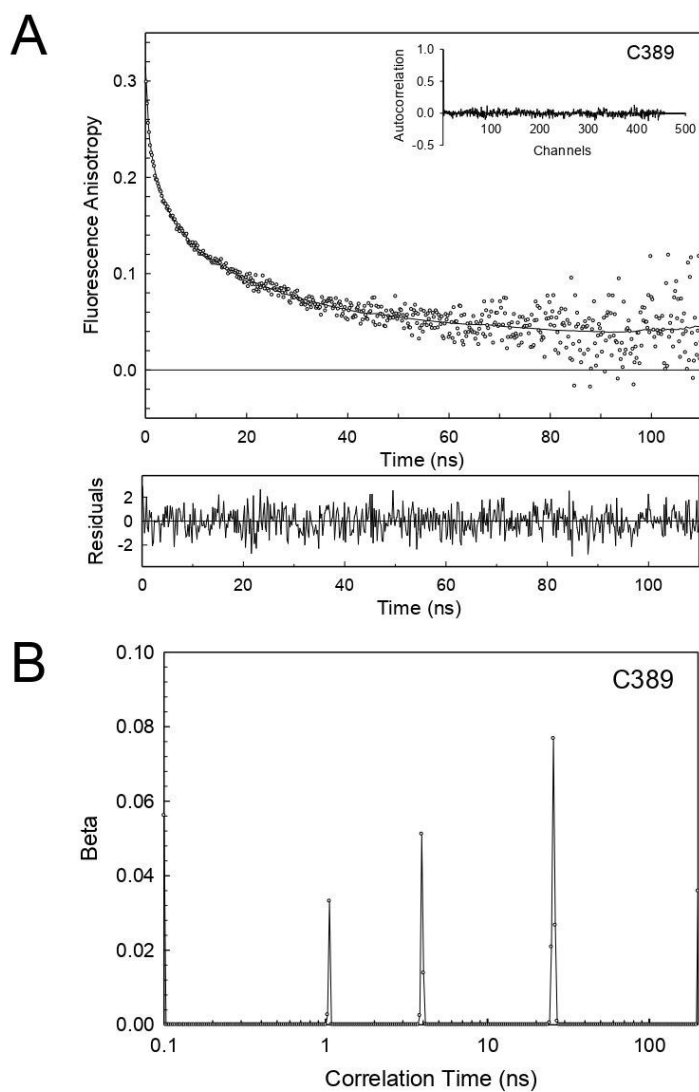 A
C389
Autocorrelation
1.0
0.5
0.0
-0.5
100 200 300 400 500
Channels
Fluorescence Anisotropy
0.3
0.2
0.1
0.0
0 20 40 60 80 100
Time (ns)
Residuals
2
0
-2
0 20 40 60 80 100
Time (ns)
B
C389
Beta
0.10
0.08
0.06
0.04
0.02
0.00
0.1 1 10 100
Correlation Time (ns)